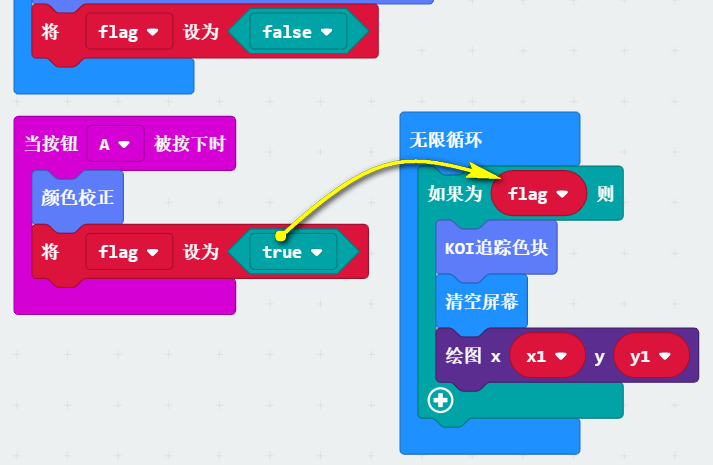 将 flag 设为 false
当按钮 A 被按下时
颜色校正
将 flag 设为 true
无限循环
如果为 flag 则
KOI追踪色块
清空屏幕
绘图 x x1 y y1